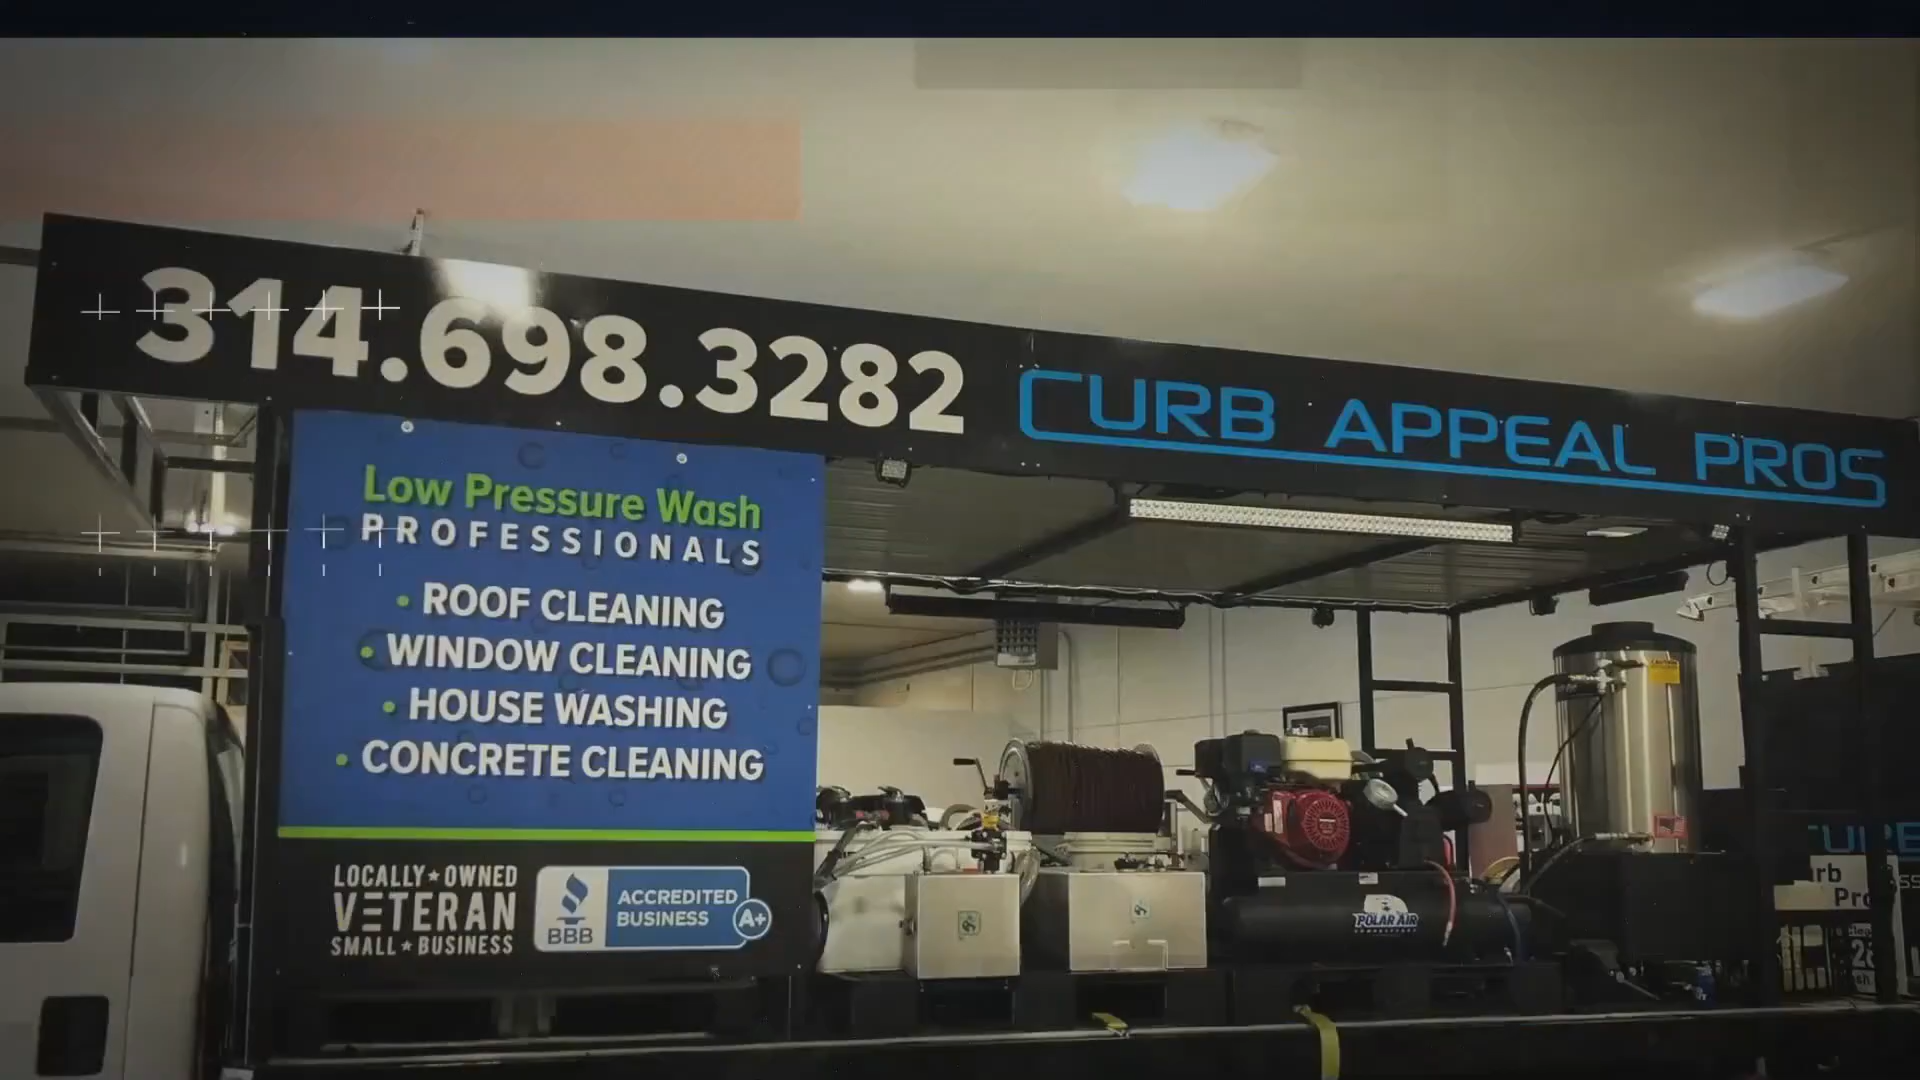 314.698.3282
CURB APPEAL PROS
Low Pressure Wash
PROFESSIONALS
• ROOF CLEANING
• WINDOW CLEANING
• HOUSE WASHING
• CONCRETE CLEANING
LOCALLY ★ OWNED
VETERAN
SMALL ★ BUSINESS
BBB
ACCREDITED
BUSINESS
A+
POLAR AIR
CAUTION